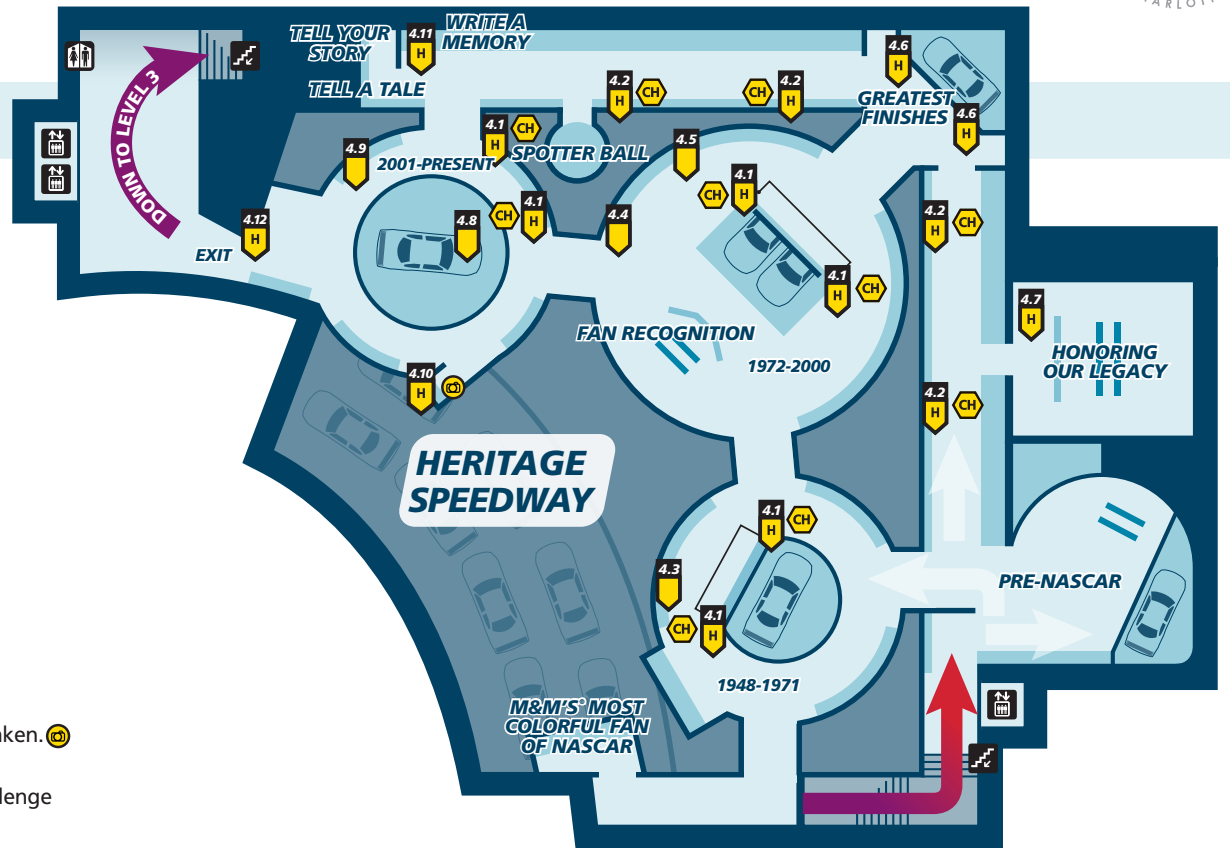 ARLOT
TELL YOUR
STORY
4.11
H
WRITE A
MEMORY
4.6
H
TELL A TALE
4.2
H
CH
CH
4.2
H
GREATEST
FINISHES
4.6
H
DOWN TO LEVEL 3
4.9
4.1
H
CH
SPOTTER BALL
4.5
2001-PRESENT
CH
4.1
H
4.12
H
EXIT
4.8
CH
4.1
H
4.4
4.2
H
CH
4.1
H
CH
4.7
H
HONORING
OUR LEGACY
FAN RECOGNITION
1972-2000
4.10
H
4.2
H
CH
HERITAGE
SPEEDWAY
4.1
H
CH
4.3
PRE-NASCAR
CH
4.1
H
1948-1971
M&M'S® MOST
COLORFUL FAN
OF NASCAR
ken.
lenge